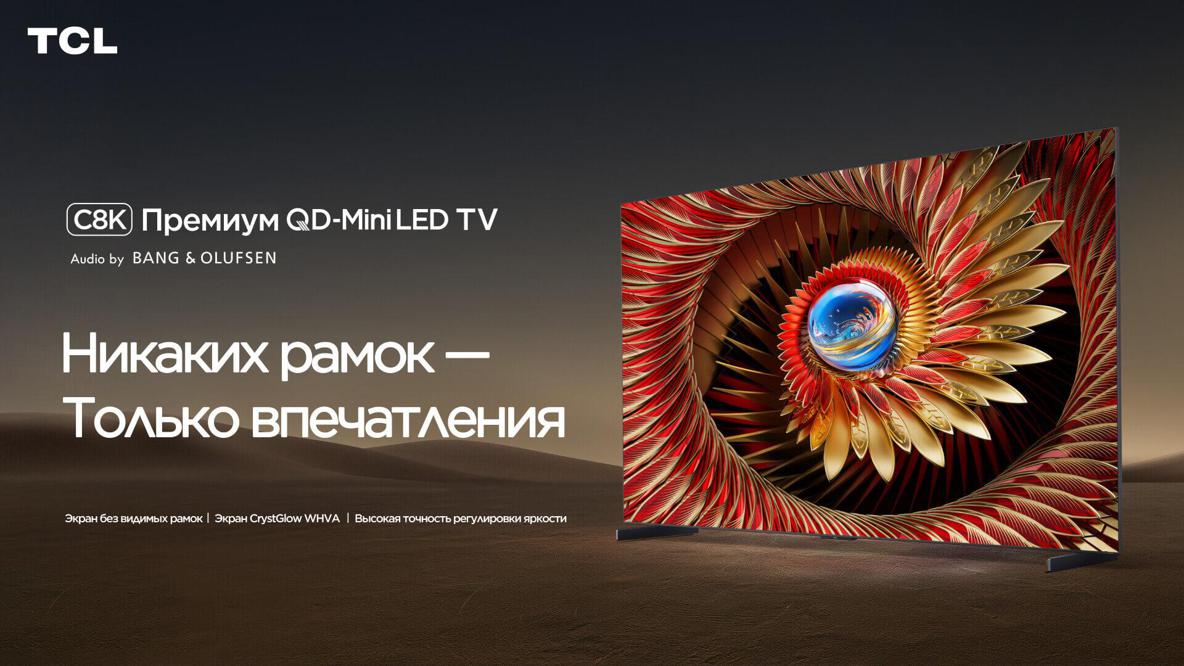 TCL
C8K Премиум QD-Mini LED TV
Audio by BANG & OLUFSEN
Никаких рамок —
Только впечатления
Экран без видимых рамок | Экран CrystGlow WHVA | Высокая точность регулировки яркости